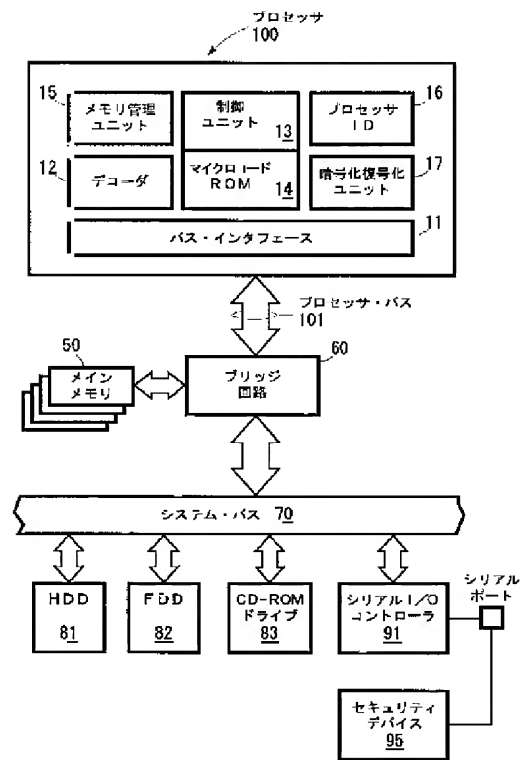 プロセッサ
100
15
メモリ管理
ユニット
制御
ユニット
13
16
プロセッサ
ID
12
デコーダ
マイクロコード
ROM
14
17
暗号化復号化
ユニット
11
バス・インタフェース
プロセッサ・バス
101
50
メイン
メモリ
60
ブリッジ
回路
システム・バス 70
HDD
81
FDD
82
CD-ROM
ドライブ
83
シリアルI/O
コントローラ
91
シリアル
ポート
セキュリティ
デバイス
95